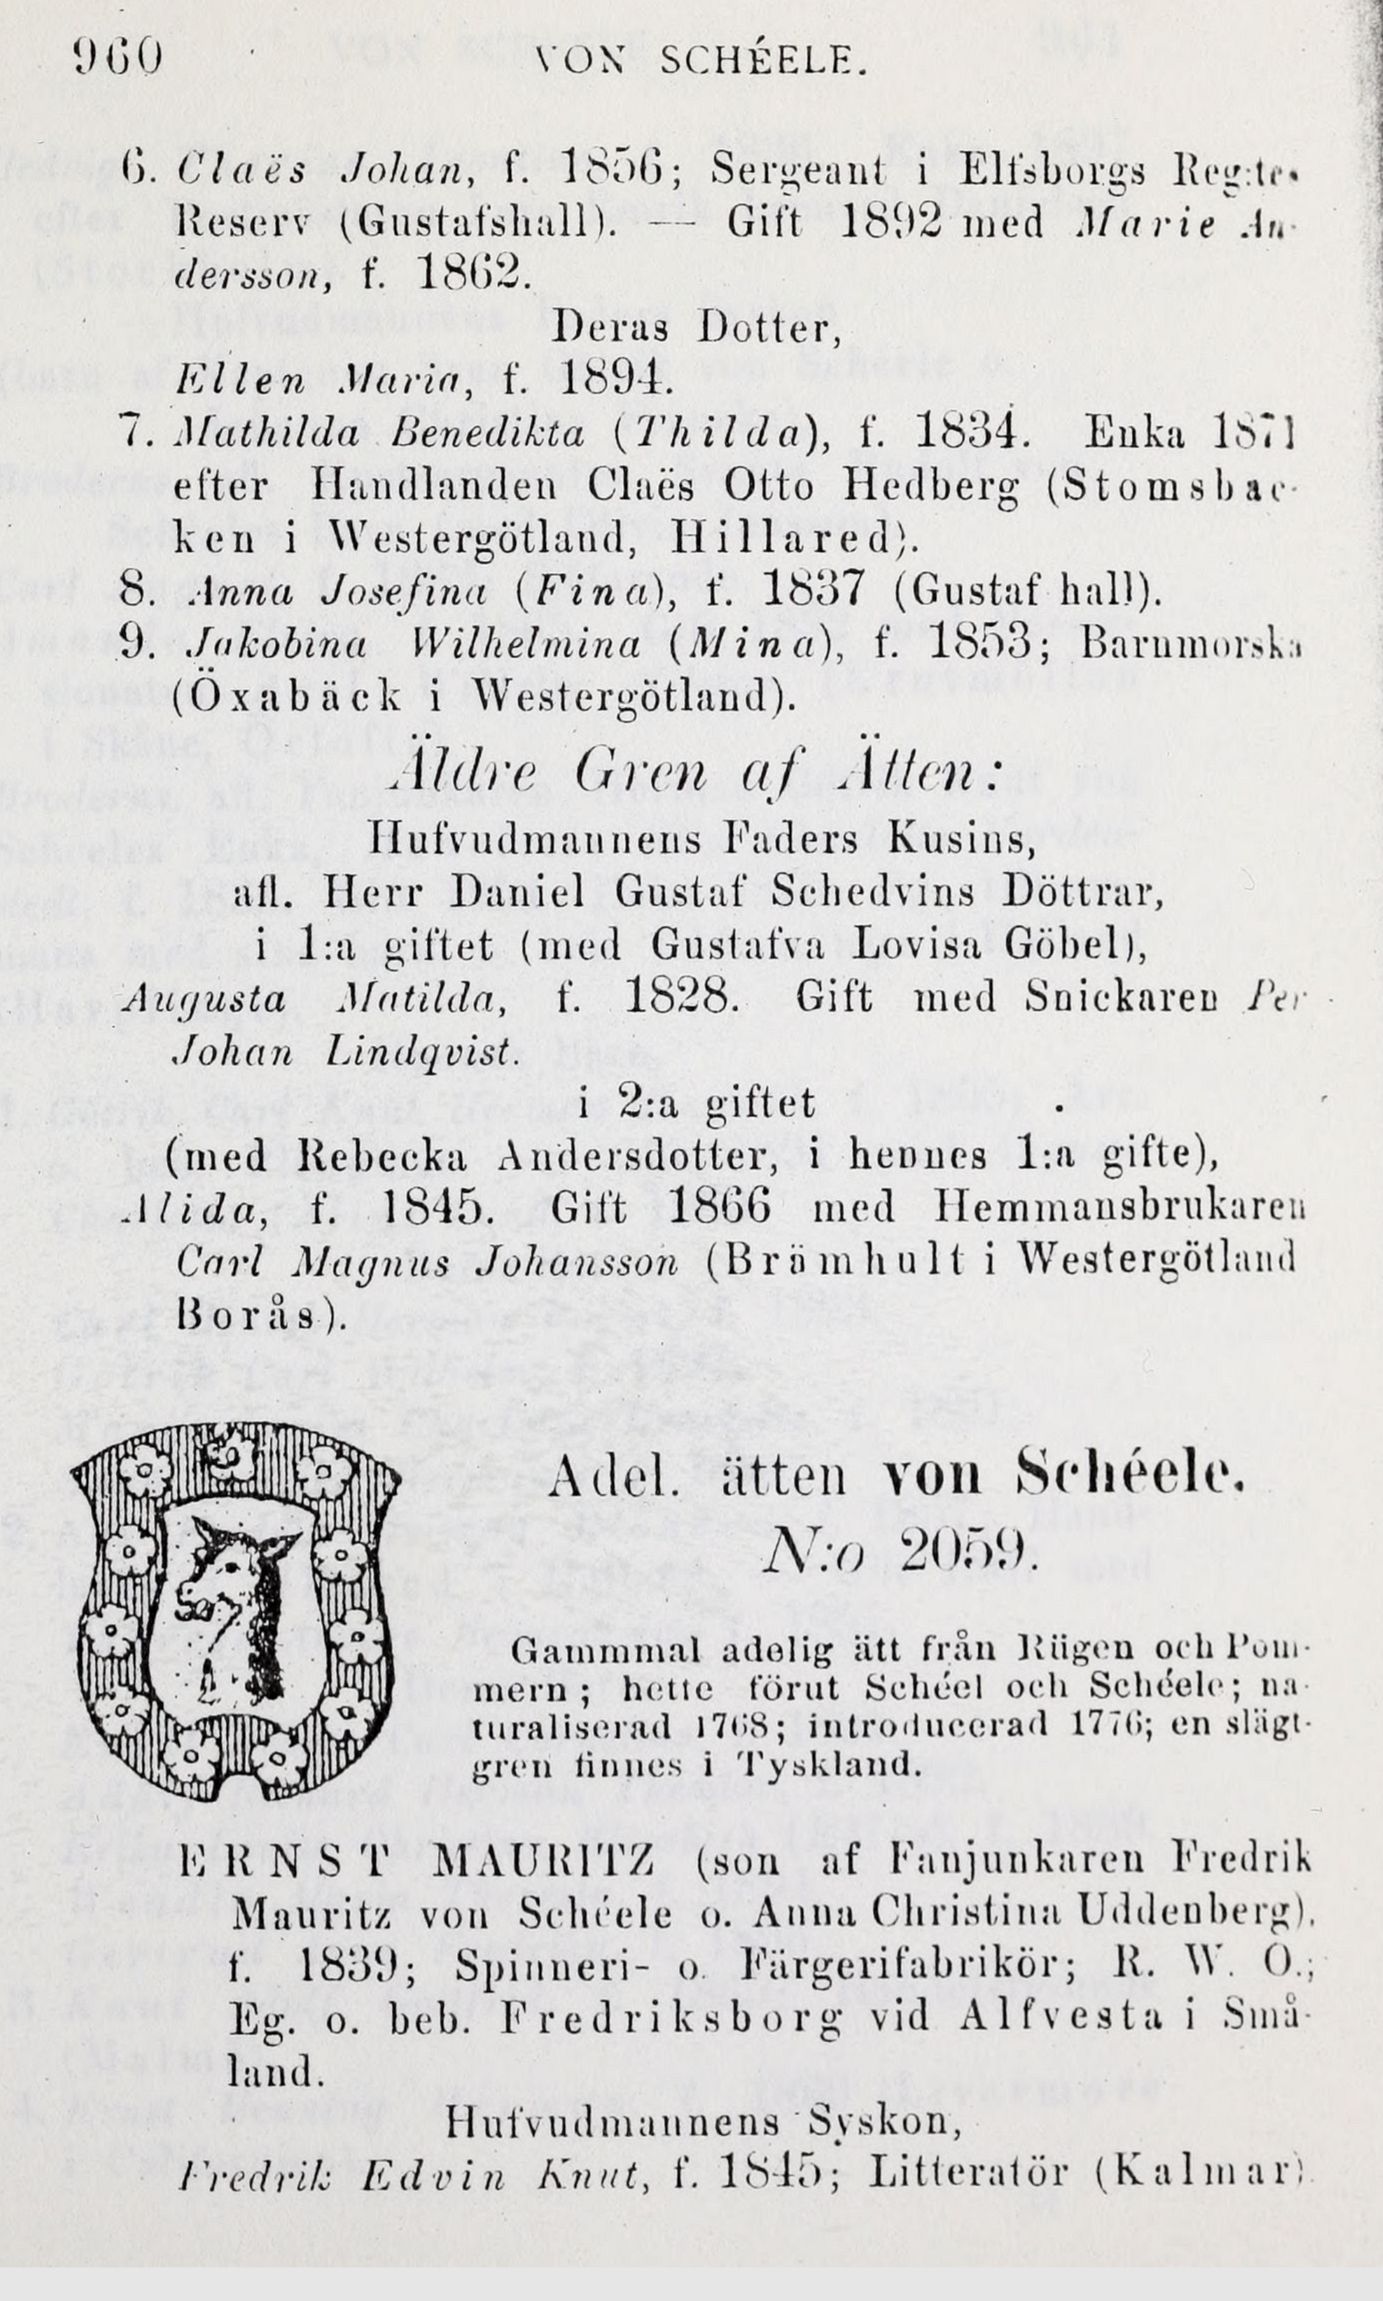 960 VON SCHÉELE.
6. Claës Johan, f. 1856; Sergeant i Elfsborgs Reg:te-
Reserv (Gustafshall). — Gift 1892 med Marie An-
dersson, f. 1862.
Deras Dotter,
Ellen Maria, f. 1894.
7. Mathilda Benedikta (Thilda), f. 1834. Enka 1871
efter Handlanden Claës Otto Hedberg (Stomsbac-
ken i Westergötland, Hillared).
8. Anna Josefina (Fina), f. 1837 (Gustaf hall).
9. Jakobina Wilhelmina (Mina), f. 1853; Barnmorska
(Öxabäck i Westergötland).
Äldre Gren af Ätten:
Hufvudmannens Faders Kusins,
afl. Herr Daniel Gustaf Schedvins Döttrar,
i 1:a giftet (med Gustafva Lovisa Göbel),
Augusta Matilda, f. 1828. Gift med Snickaren Per
Johan Lindqvist.
i 2:a giftet
(med Rebecka Andersdotter, i hennes 1:a gifte),
Alida, f. 1845. Gift 1866 med Hemmansbrukaren
Carl Magnus Johansson (Brämhult i Westergötland
Borås).
Adel. ätten von Schéele.
N:o 2059.
Gammmal adelig ätt från Rügen och Pom-
mern; hette förut Schéel och Schéele; na-
turaliserad 1768; introducerad 1776; en slägt-
gren finnes i Tyskland.
ERNST MAURITZ (son af Fanjunkaren Fredrik
Mauritz von Schéele o. Anna Christina Uddenberg),
f. 1839; Spinneri- o. Färgerifabrikör; R. W. O.;
Eg. o. beb. Fredriksborg vid Alfvesta i Små-
land.
Hufvudmannens Syskon,
Fredrik Edvin Knut, f. 1845; Litteratör (Kalmar)